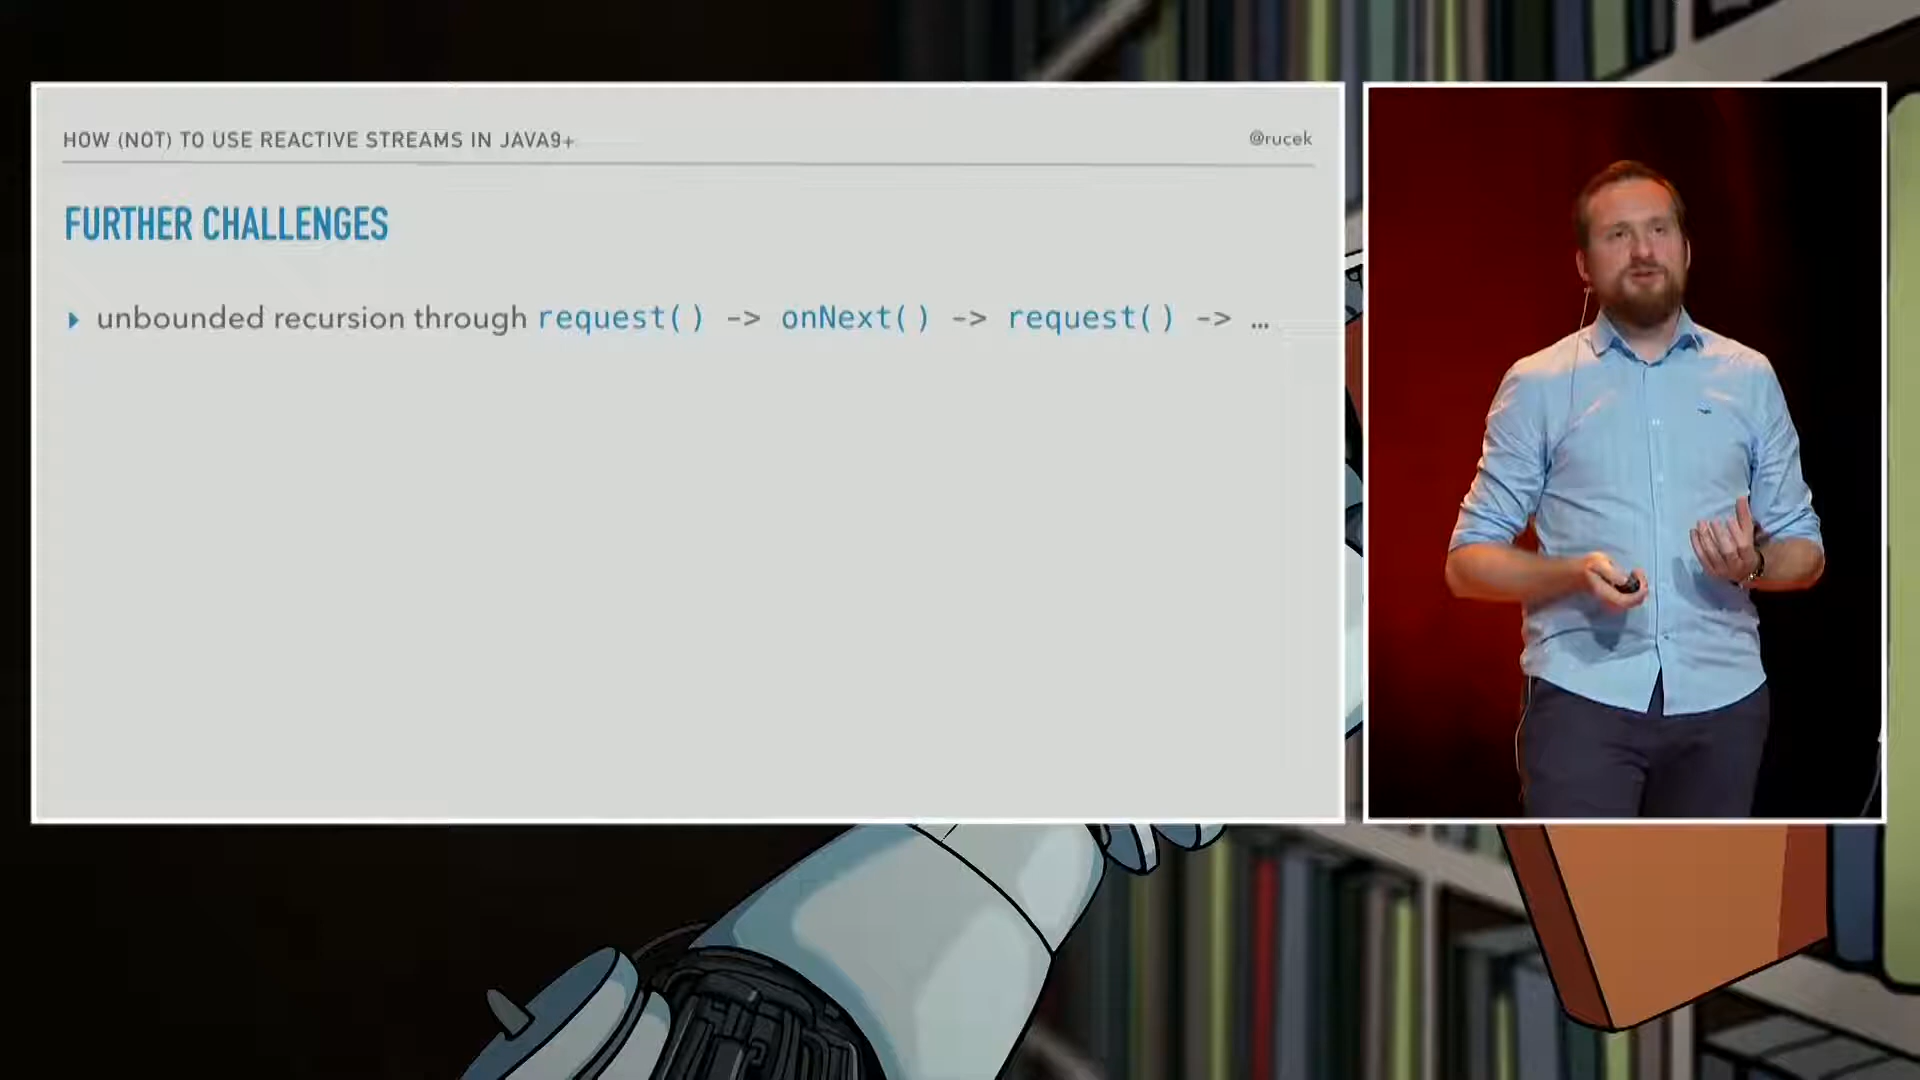 HOW (NOT) TO USE REACTIVE STREAMS IN JAVA9+
@rucek
FURTHER CHALLENGES
unbounded recursion through request() -> onNext() -> request() -> …